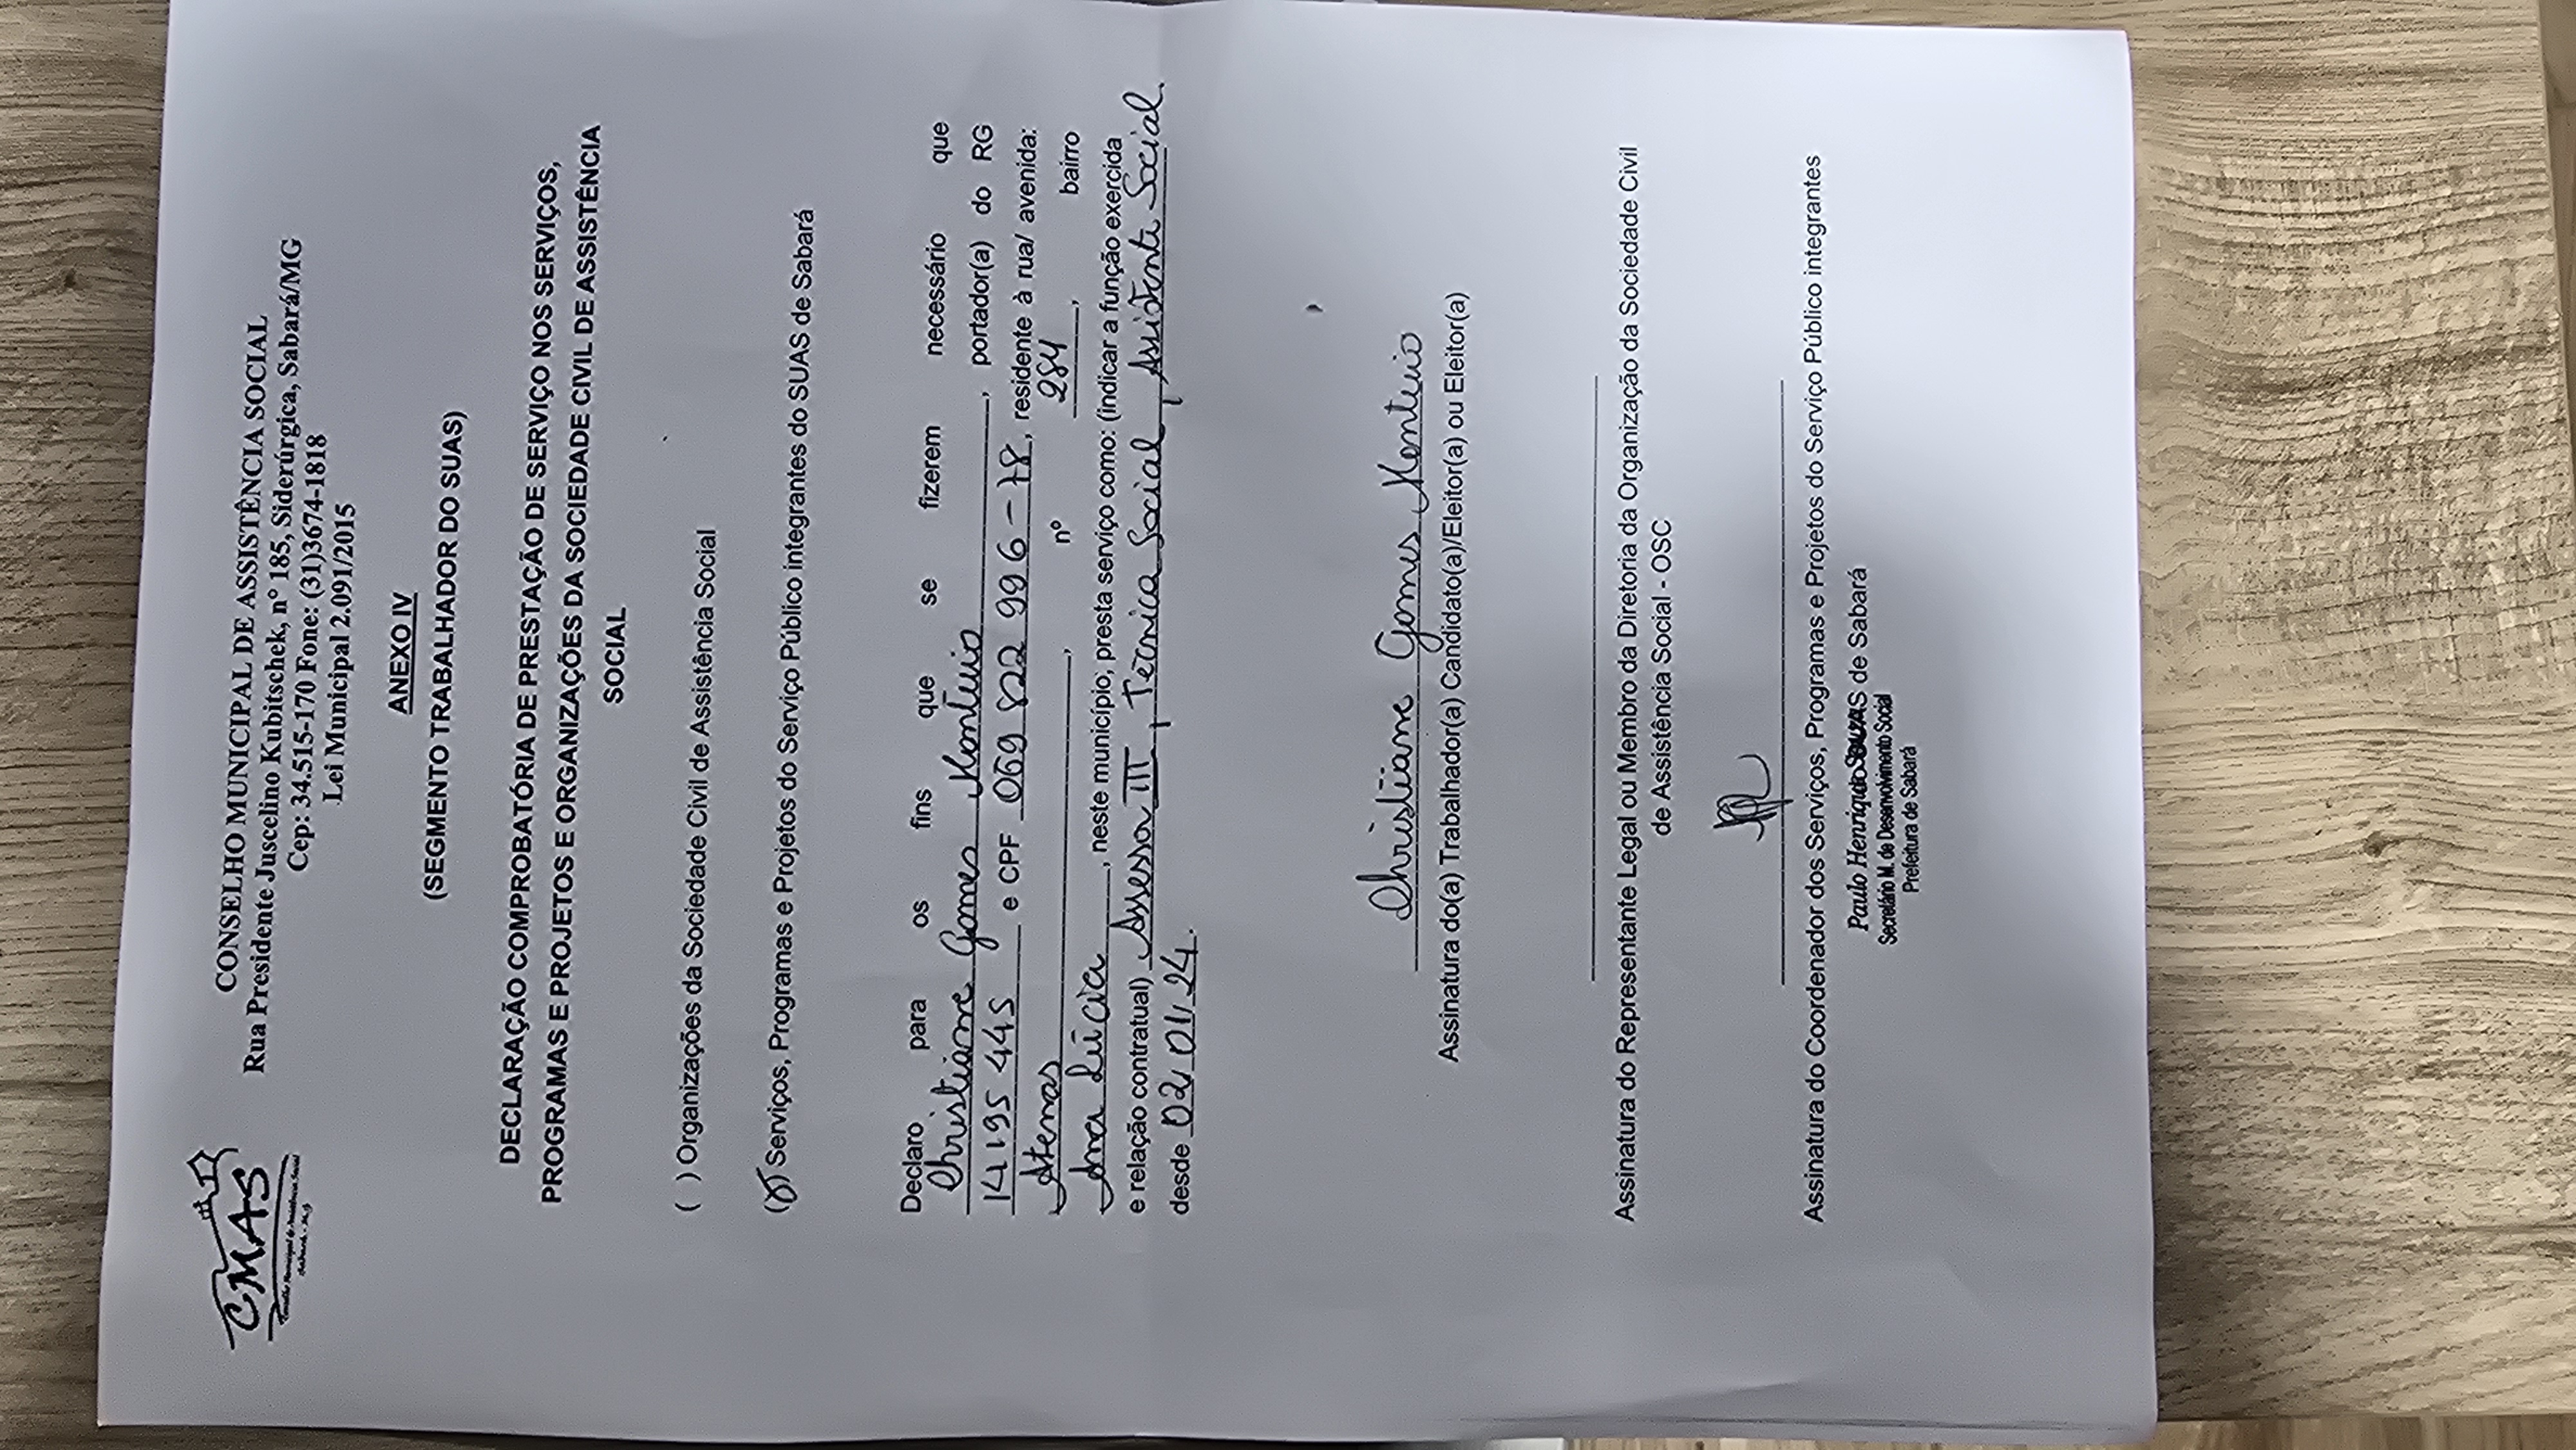 CMAS
Conselho Municipal de Assistência Social
Sabará - MG
CONSELHO MUNICIPAL DE ASSISTÊNCIA SOCIAL
Rua Presidente Juscelino Kubitschek, nº 185, Siderúrgica, Sabará/MG
Cep: 34.515-170 Fone: (31)3674-1818
Lei Municipal 2.091/2015
ANEXO IV
(SEGMENTO TRABALHADOR DO SUAS)
DECLARAÇÃO COMPROBATÓRIA DE PRESTAÇÃO DE SERVIÇO NOS SERVIÇOS,
PROGRAMAS E PROJETOS E ORGANIZAÇÕES DA SOCIEDADE CIVIL DE ASSISTÊNCIA
SOCIAL
( ) Organizações da Sociedade Civil de Assistência Social
(X) Serviços, Programas e Projetos do Serviço Público integrantes do SUAS de Sabará
Declaro para os fins que se fizerem necessário que
Christiane Gomes Monteiro, portador(a) do RG
14195445 e CPF 069 822 996-78, residente à rua/ avenida:
Atenas, nº 284, bairro
Ana Lúcia, neste município, presta serviço como: (indicar a função exercida
e relação contratual) Assessor III, Técnica Social, Assistente Social.
desde 02/01/24.
Christiane Gomes Monteiro
Assinatura do(a) Trabalhador(a) Candidato(a)/Eleitor(a) ou Eleitor(a)
Assinatura do Representante Legal ou Membro da Diretoria da Organização da Sociedade Civil
de Assistência Social - OSC
Assinatura do Coordenador dos Serviços, Programas e Projetos do Serviço Público integrantes
Paulo Henrique do SUAS de Sabará
Secretário M. de Desenvolvimento Social
Prefeitura de Sabará